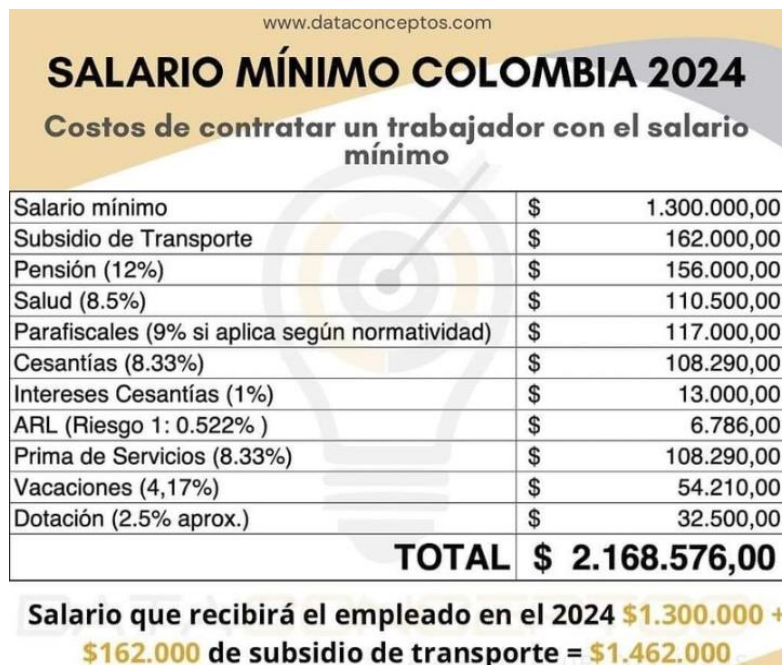 www.dataconceptos.com
SALARIO MÍNIMO COLOMBIA 2024
Costos de contratar un trabajador con el salario
mínimo
Salario mínimo $ 1.300.000,00
Subsidio de Transporte $ 162.000,00
Pensión (12%) $ 156.000,00
Salud (8.5%) $ 110.500,00
Parafiscales (9% si aplica según normatividad) $ 117.000,00
Cesantías (8.33%) $ 108.290,00
Intereses Cesantías (1%) $ 13.000,00
ARL (Riesgo 1: 0.522% ) $ 6.786,00
Prima de Servicios (8.33%) $ 108.290,00
Vacaciones (4,17%) $ 54.210,00
Dotación (2.5% aprox.) $ 32.500,00
TOTAL $ 2.168.576,00
Salario que recibirá el empleado en el 2024 $1.300.000 +
$162.000 de subsidio de transporte = $1.462.000